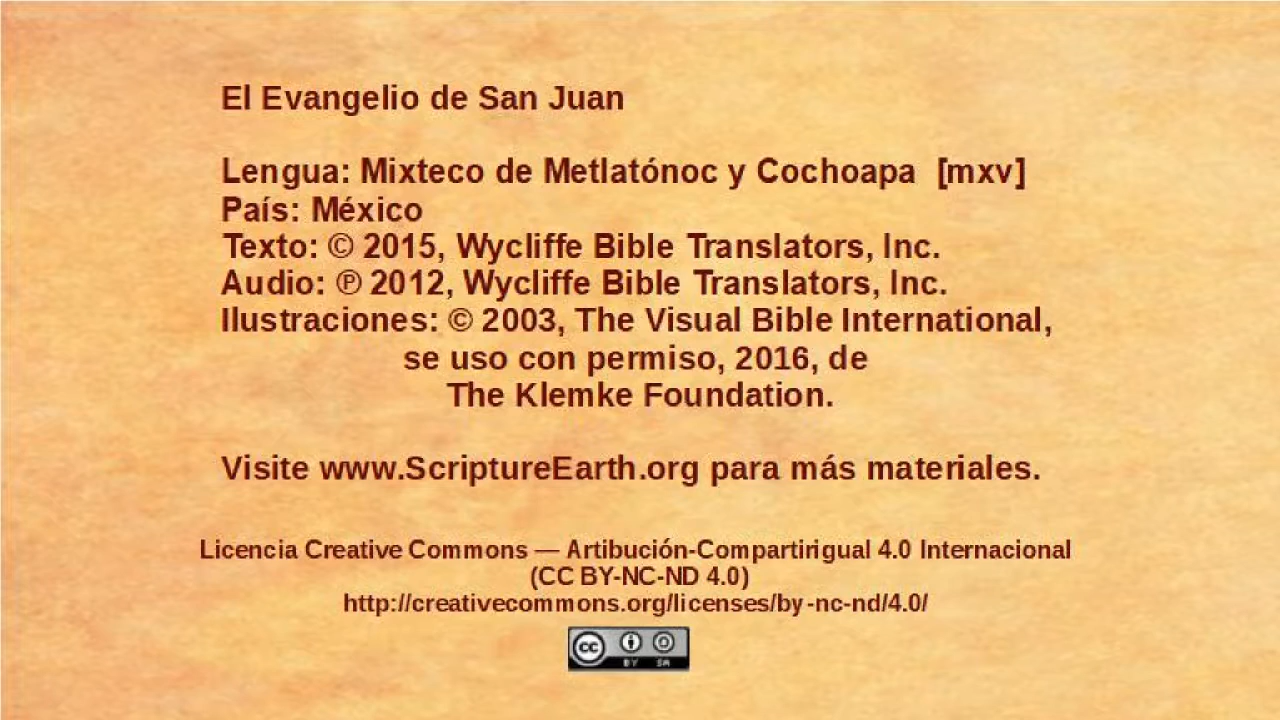 El Evangelio de San Juan
Lengua: Mixteco de Metlatónoc y Cochoapa [mxv]
País: México
Texto: © 2015, Wycliffe Bible Translators, Inc.
Audio: ℗ 2012, Wycliffe Bible Translators, Inc.
Ilustraciones: © 2003, The Visual Bible International,
se uso con permiso, 2016, de
The Klemke Foundation.
Visite www.ScriptureEarth.org para más materiales.
Licencia Creative Commons — Artibución-Compartirigual 4.0 Internacional
(CC BY-NC-ND 4.0)
http://creativecommons.org/licenses/by-nc-nd/4.0/
cc
BY SA